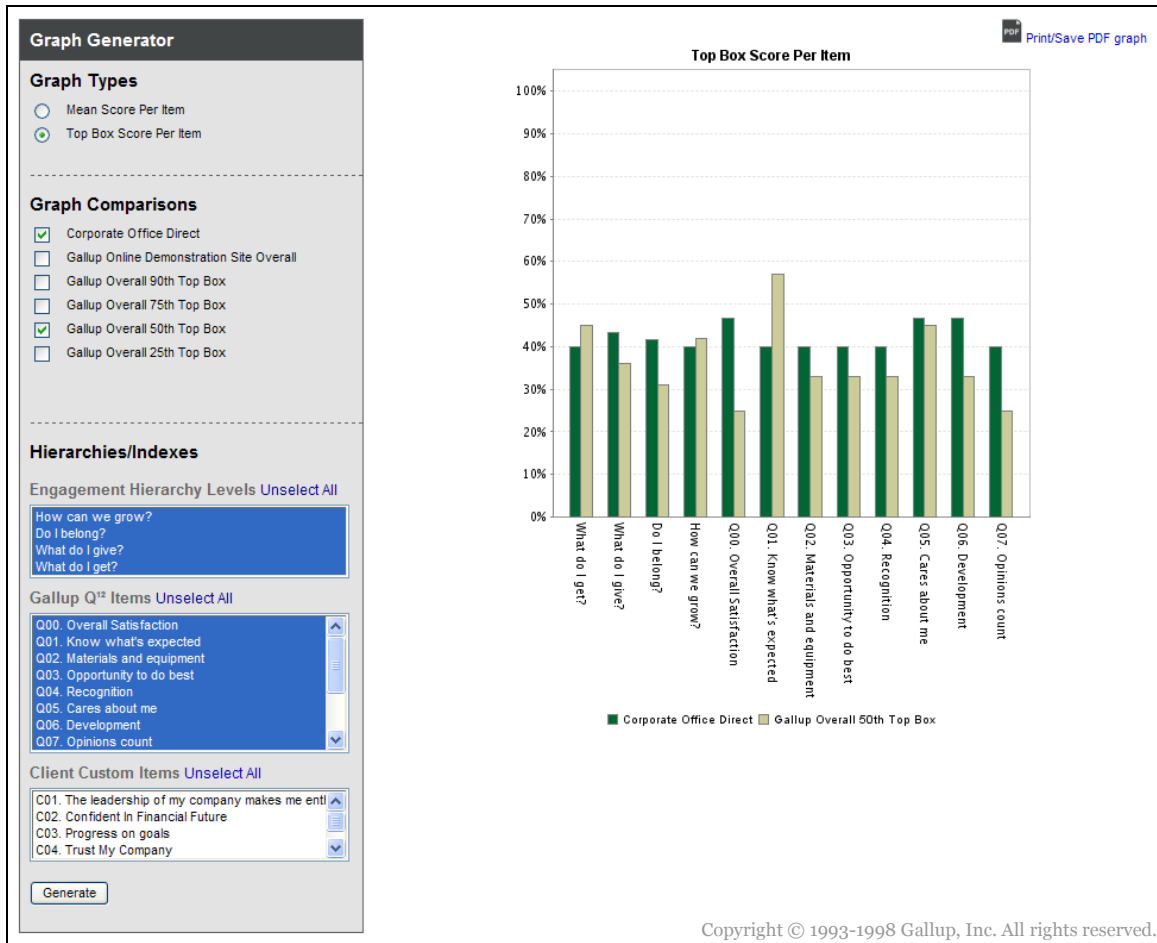 Graph Generator
Graph Types
Mean Score Per Item
Top Box Score Per Item
Graph Comparisons
Corporate Office Direct
Gallup Online Demonstration Site Overall
Gallup Overall 90th Top Box
Gallup Overall 75th Top Box
Gallup Overall 50th Top Box
Gallup Overall 25th Top Box
Hierarchies/Indexes
Engagement Hierarchy Levels Unselect All
How can we grow?
Do I belong?
What do I give?
What do I get?
Gallup Q¹² Items Unselect All
Q00. Overall Satisfaction
Q01. Know what's expected
Q02. Materials and equipment
Q03. Opportunity to do best
Q04. Recognition
Q05. Cares about me
Q06. Development
Q07. Opinions count
Client Custom Items Unselect All
C01. The leadership of my company makes me entl
C02. Confident In Financial Future
C03. Progress on goals
C04. Trust My Company
Generate
PDF Print/Save PDF graph
Top Box Score Per Item
100%
90%
80%
70%
60%
50%
40%
30%
20%
10%
0%
What do I get?
What do I give?
Do I belong?
How can we grow?
Q00. Overall Satisfaction
Q01. Know what's expected
Q02. Materials and equipment
Q03. Opportunity to do best
Q04. Recognition
Q05. Cares about me
Q06. Development
Q07. Opinions count
Corporate Office Direct Gallup Overall 50th Top Box
Copyright © 1993-1998 Gallup, Inc. All rights reserved.